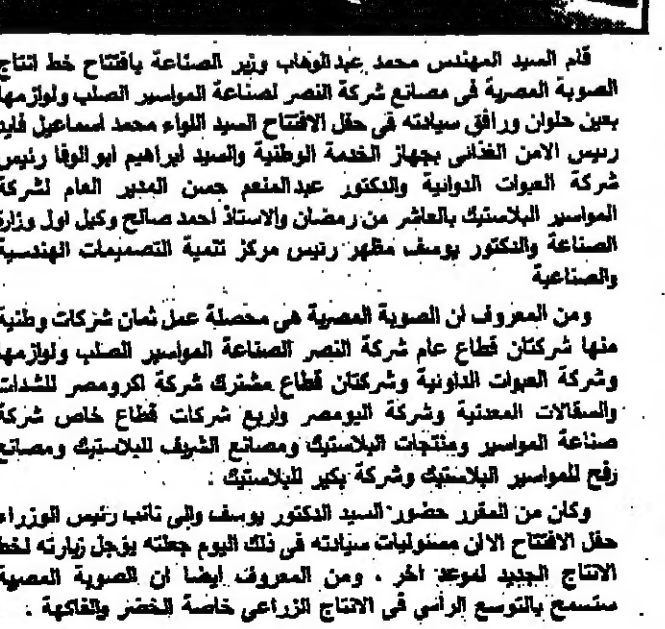 قام السيد المهندس محمد عبدالوهاب وزير الصناعة بافتتاح خط انتاج
الصوبة المصرية فى مصانع شركة النصر لصناعة المواسير الصلب ولوازمها
بعين حلوان ورافق سيادته فى حفل الافتتاح السيد اللواء محمد اسماعيل فايد
رئيس الامن الغذائى بجهاز الخدمة الوطنية والسيد ابراهيم ابوالوفا رئيس
شركة العبوات الدوائية والدكتور عبدالمنعم حسن المدير العام لشركة
المواسير البلاستيك بالعاشر من رمضان والاستاذ احمد صالح وكيل اول وزارة
الصناعة والدكتور يوسف مظهر رئيس مركز تنمية التصميمات الهندسية
والصناعية
ومن المعروف ان الصوبة المصرية هى محصلة عمل ثمان شركات وطنية
منها شركتان قطاع عام شركة النصر الصناعة المواسير الصلب ولوازمها
وشركة العبوات الداونية وشركتان قطاع مشترك شركة اكرومصر للشدات
والسقالات المعدنية وشركة اليومصر واربع شركات قطاع خاص شركة
صناعة المواسير ومنتجات البلاستيك ومصانع الشريف للبلاستيك ومصانع
رفح للمواسير البلاستيك وشركة بكير للبلاستيك :
وكان من المقرر حضور السيد الدكتور يوسف والى نائب رئيس الوزراء
حفل الافتتاح الا ان مسئوليات سيادته فى ذلك اليوم جعلته يؤجل زيارته لخط
الانتاج الجديد لموعد اخر . ومن المعروف ايضا ان الصوبة المصرية
ستسمح بالتوسع الرأسي فى الانتاج الزراعى خاصة الخضر والفاكهة .